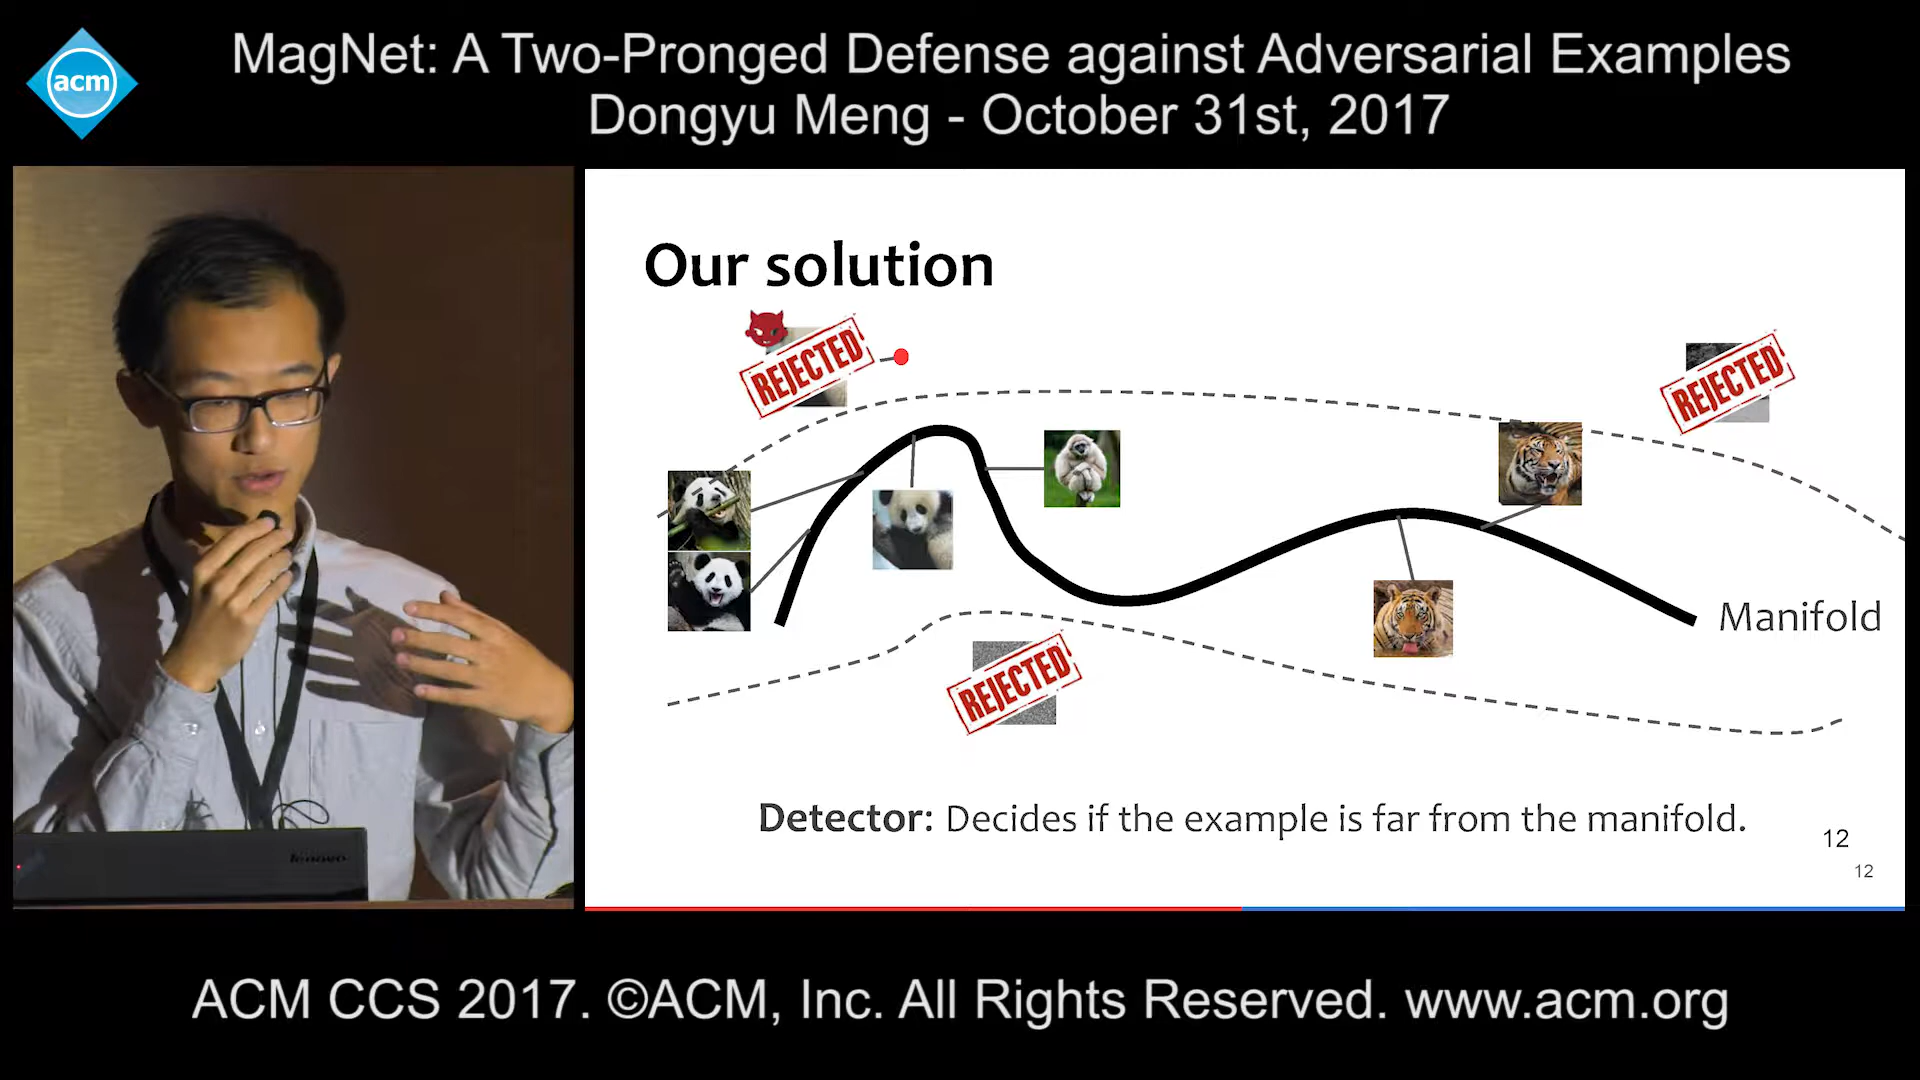 acm
MagNet: A Two-Pronged Defense against Adversarial Examples
Dongyu Meng - October 31st, 2017
Our solution
REJECTED
REJECTED
Manifold
REJECTED
Detector: Decides if the example is far from the manifold.
12
12
lenovo
ACM CCS 2017. ©ACM, Inc. All Rights Reserved. www.acm.org